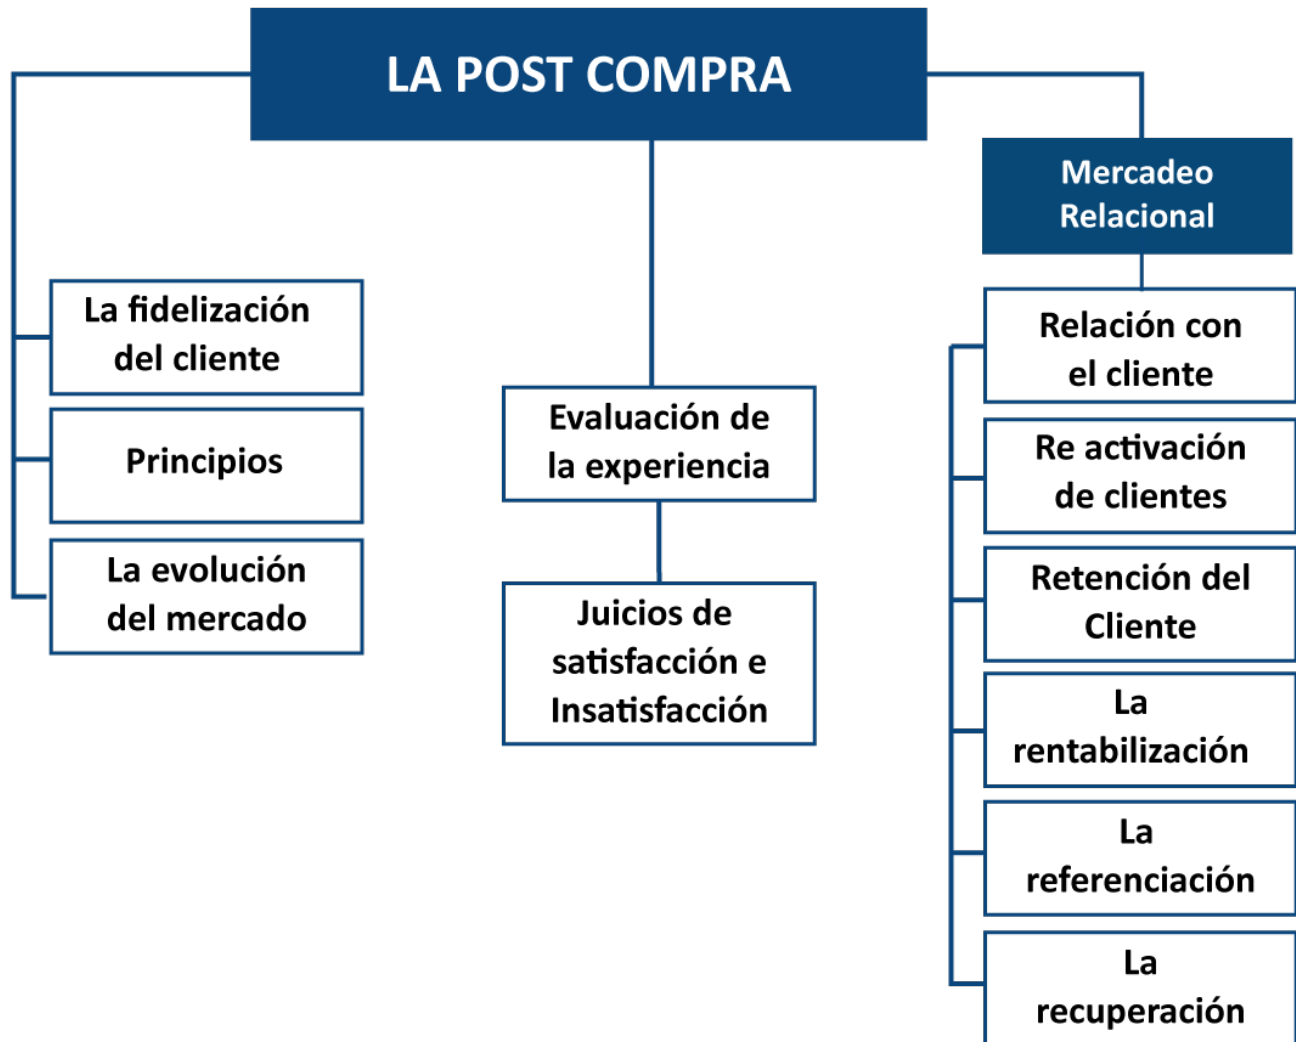 LA POST COMPRA
La fidelización
del cliente
Principios
La evolución
del mercado
Evaluación de
la experiencia
Juicios de
satisfacción e
Insatisfacción
Mercadeo
Relacional
Relación con
el cliente
Re activación
de clientes
Retención del
Cliente
La
rentabilización
La
referenciación
La
recuperación